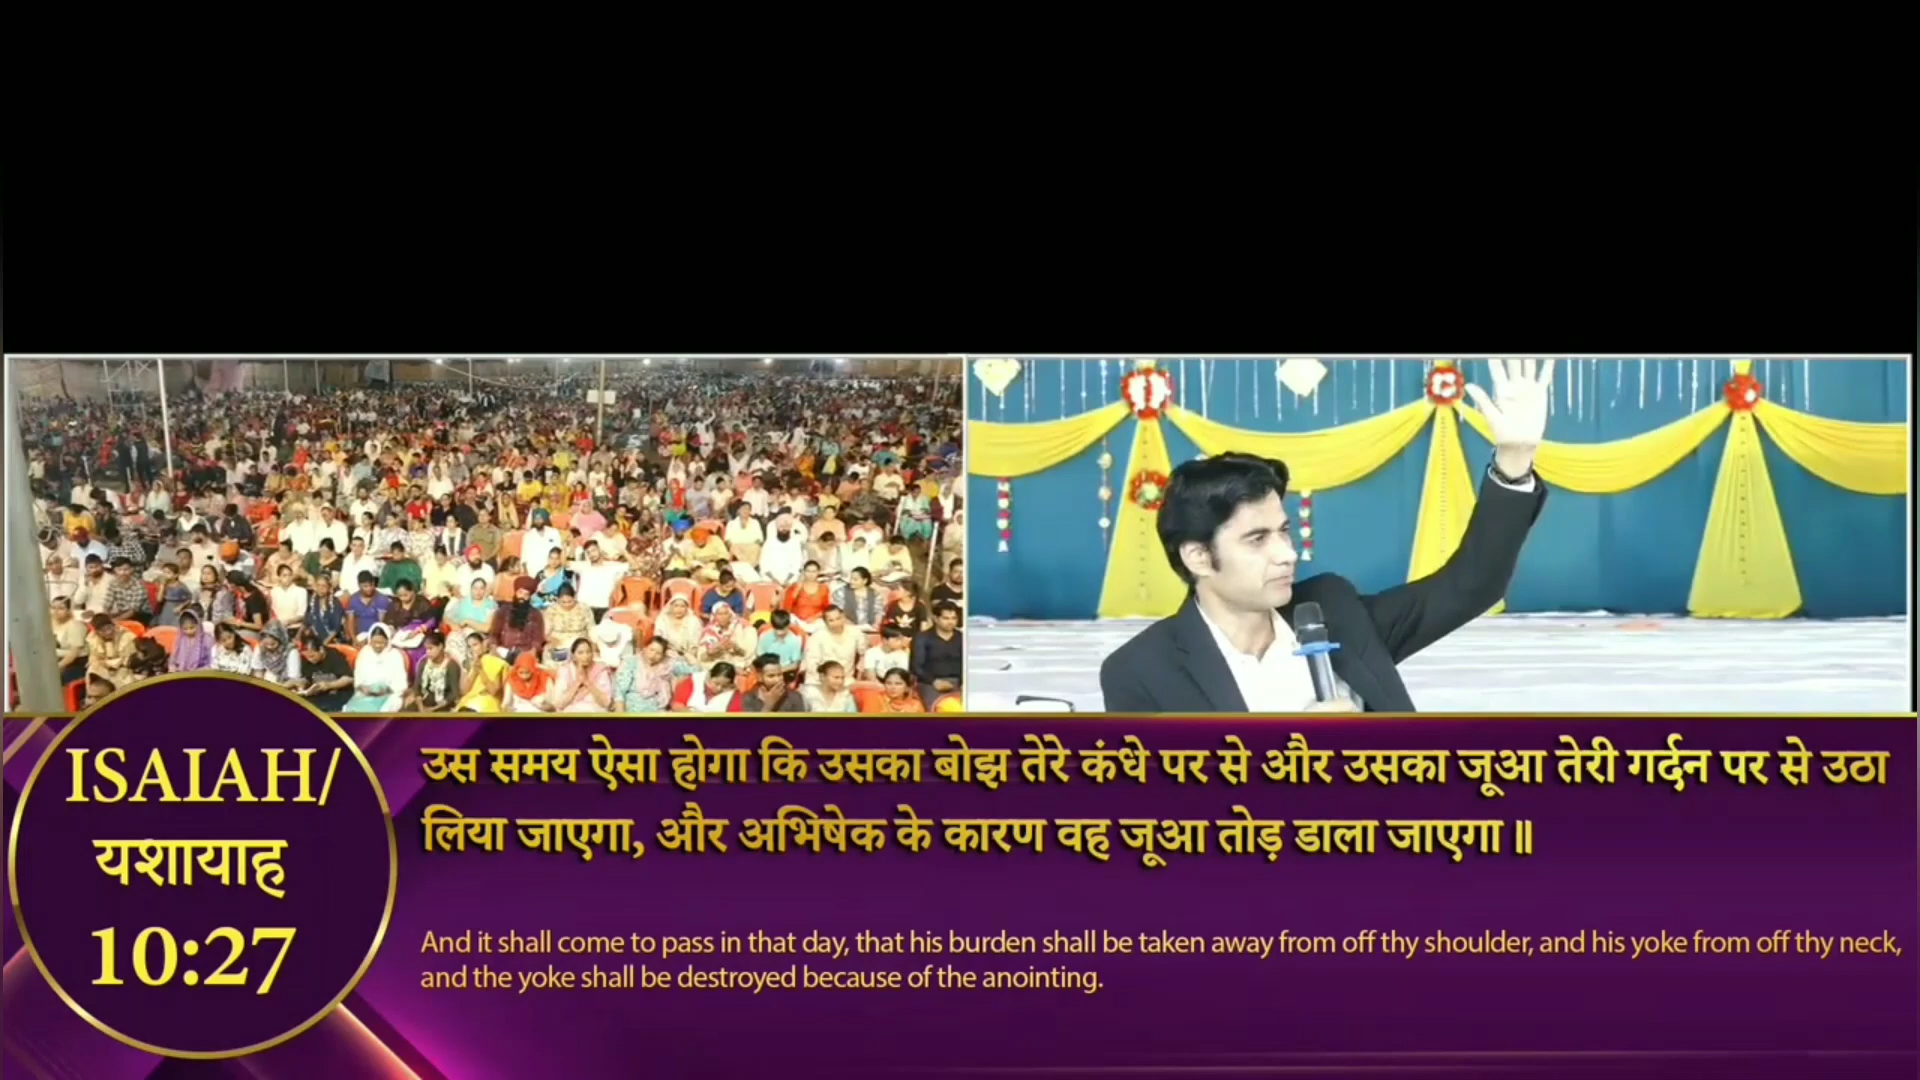 ISAIAH/
यशायाह
10:27
उस समय ऐसा होगा कि उसका बोझ तेरे कंधे पर से और उसका जूआ तेरी गर्दन पर से उठा
लिया जाएगा, और अभिषेक के कारण वह जूआ तोड़ डाला जाएगा॥
And it shall come to pass in that day, that his burden shall be taken away from off thy shoulder, and his yoke from off thy neck,
and the yoke shall be destroyed because of the anointing.